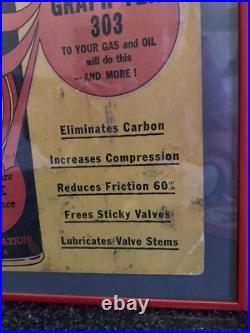 303
TO YOUR GAS and OIL
will do this
—AND MORE !
Eliminates Carbon
Increases Compression
Reduces Friction 60%
Frees Sticky Valves
Lubricates Valve Stems